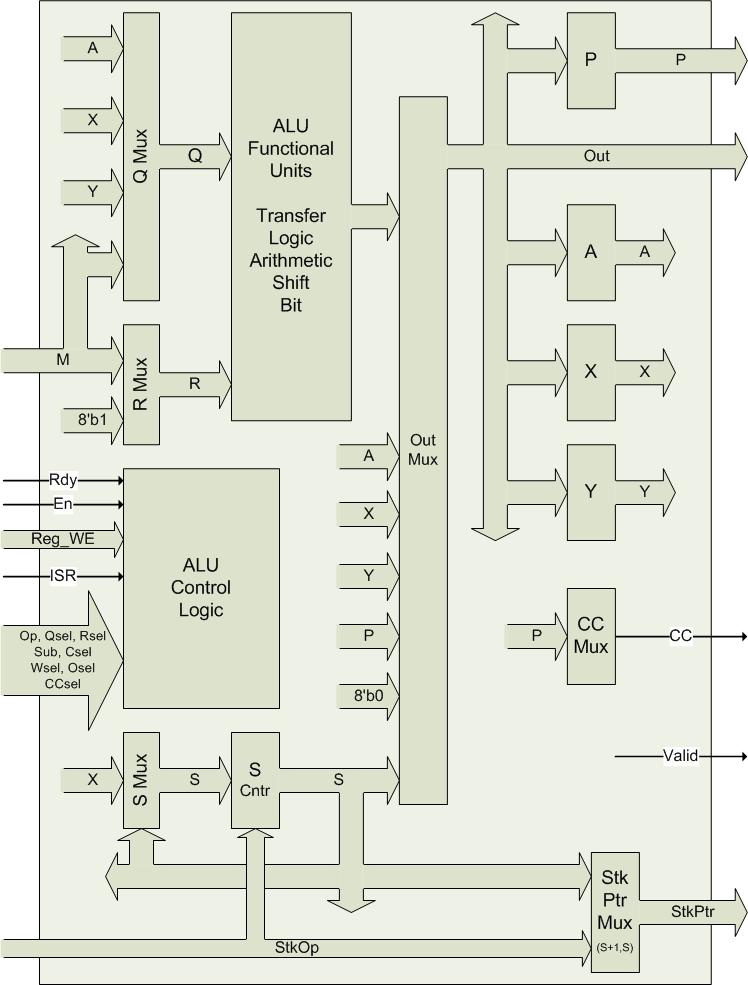 A
X
Y
Q Mux
Q
ALU
Functional
Units
Transfer
Logic
Arithmetic
Shift
Bit
P
P
Out
A
A
M
R Mux
R
8'b1
X
X
Out
Mux
A
X
Y
P
8'b0
Y
Y
Rdy
En
Reg_WE
ISR
Op, Qsel, Rsel
Sub, Csel
Wsel, Osel
CCsel
ALU
Control
Logic
P
CC
Mux
CC
Valid
X
S Mux
S
S
Cntr
S
Stk
Ptr
Mux
(S+1,S)
StkPtr
StkOp